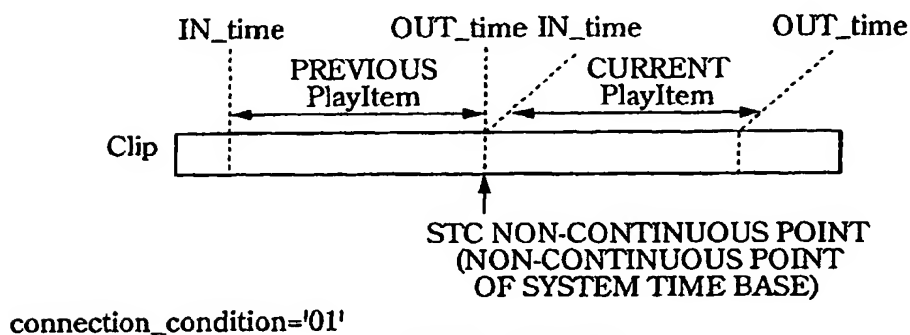 IN_time OUT_time IN_time OUT_time
PREVIOUS CURRENT
PlayItem PlayItem
Clip
STC NON-CONTINUOUS POINT
(NON-CONTINUOUS POINT
OF SYSTEM TIME BASE)
connection_condition='01'